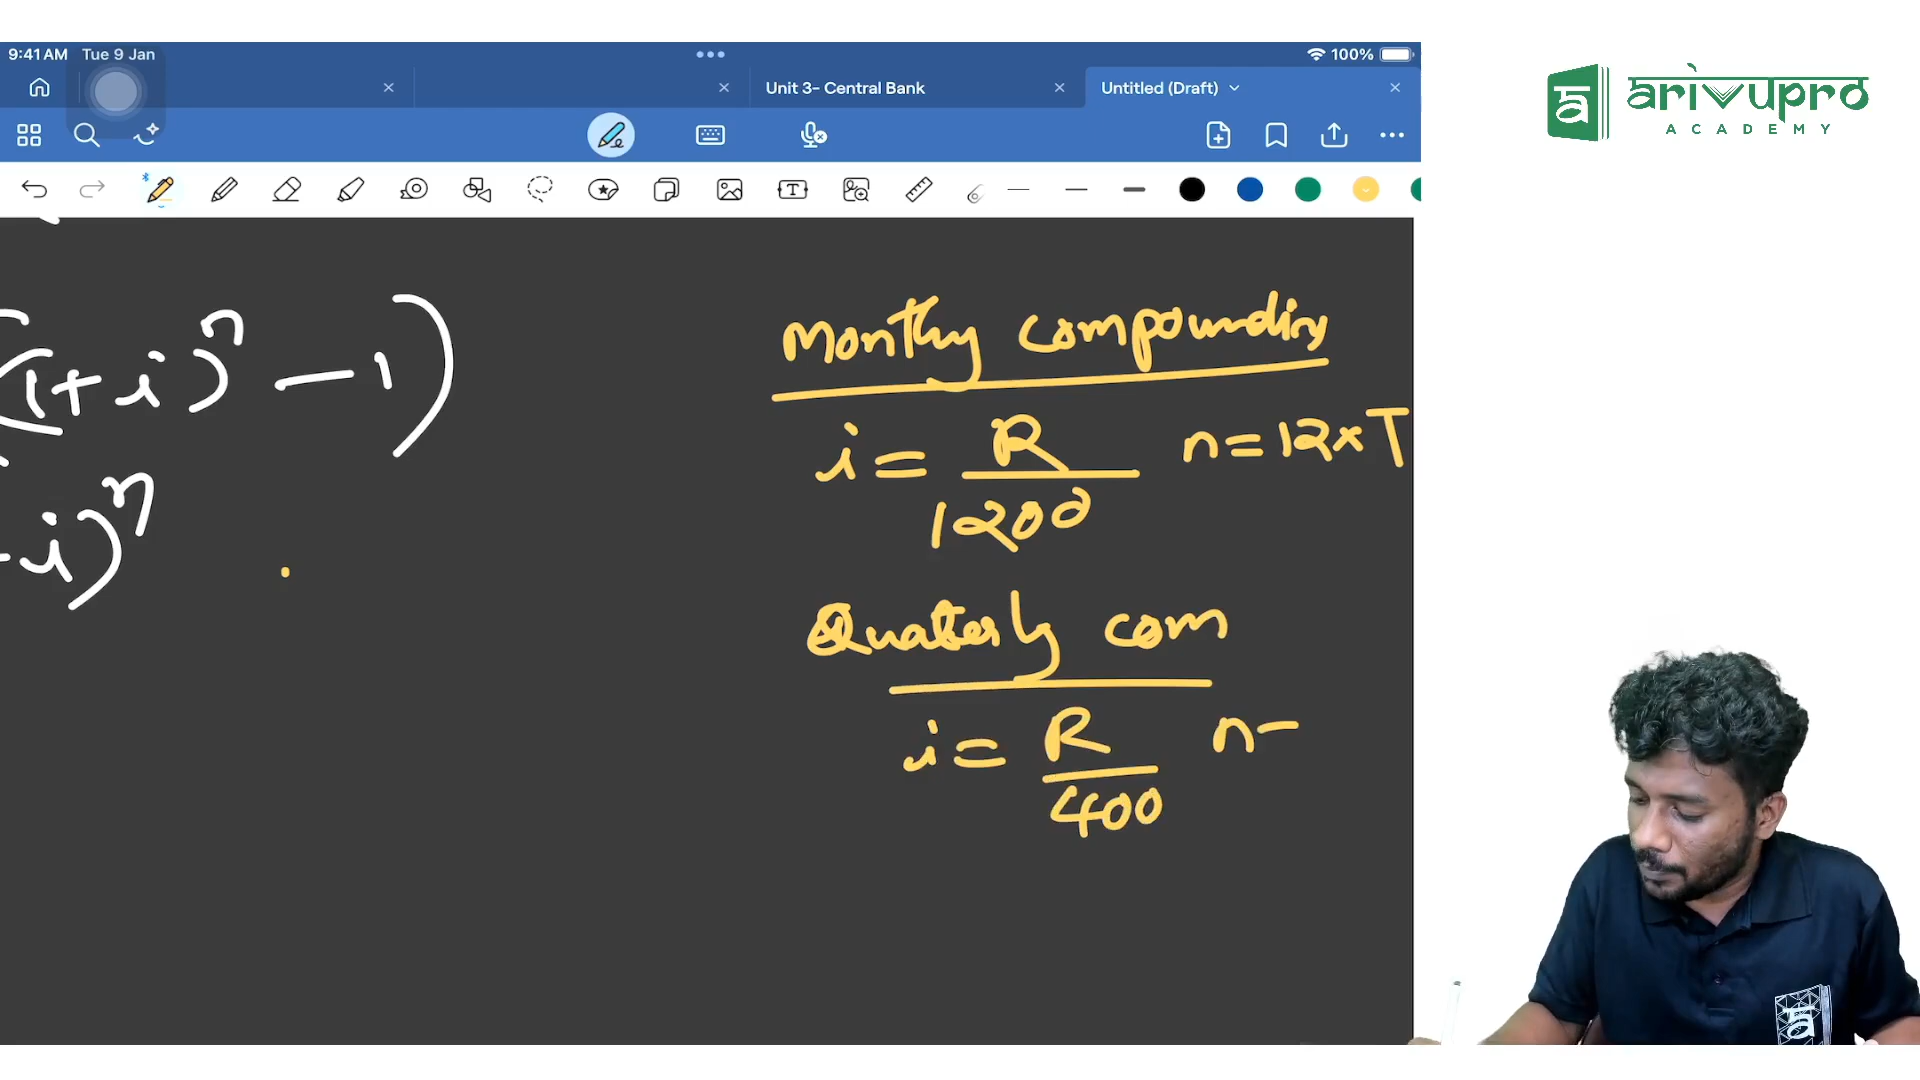 9:41 AM Tue 9 Jan
100%
Unit 3- Central Bank
Untitled (Draft)
arivupro
ACADEMY
(1+i)ⁿ - 1)
i)ⁿ
Monthy compounding
i = R/1200 n = 12×T
Quaterly com
i = R/400 n-